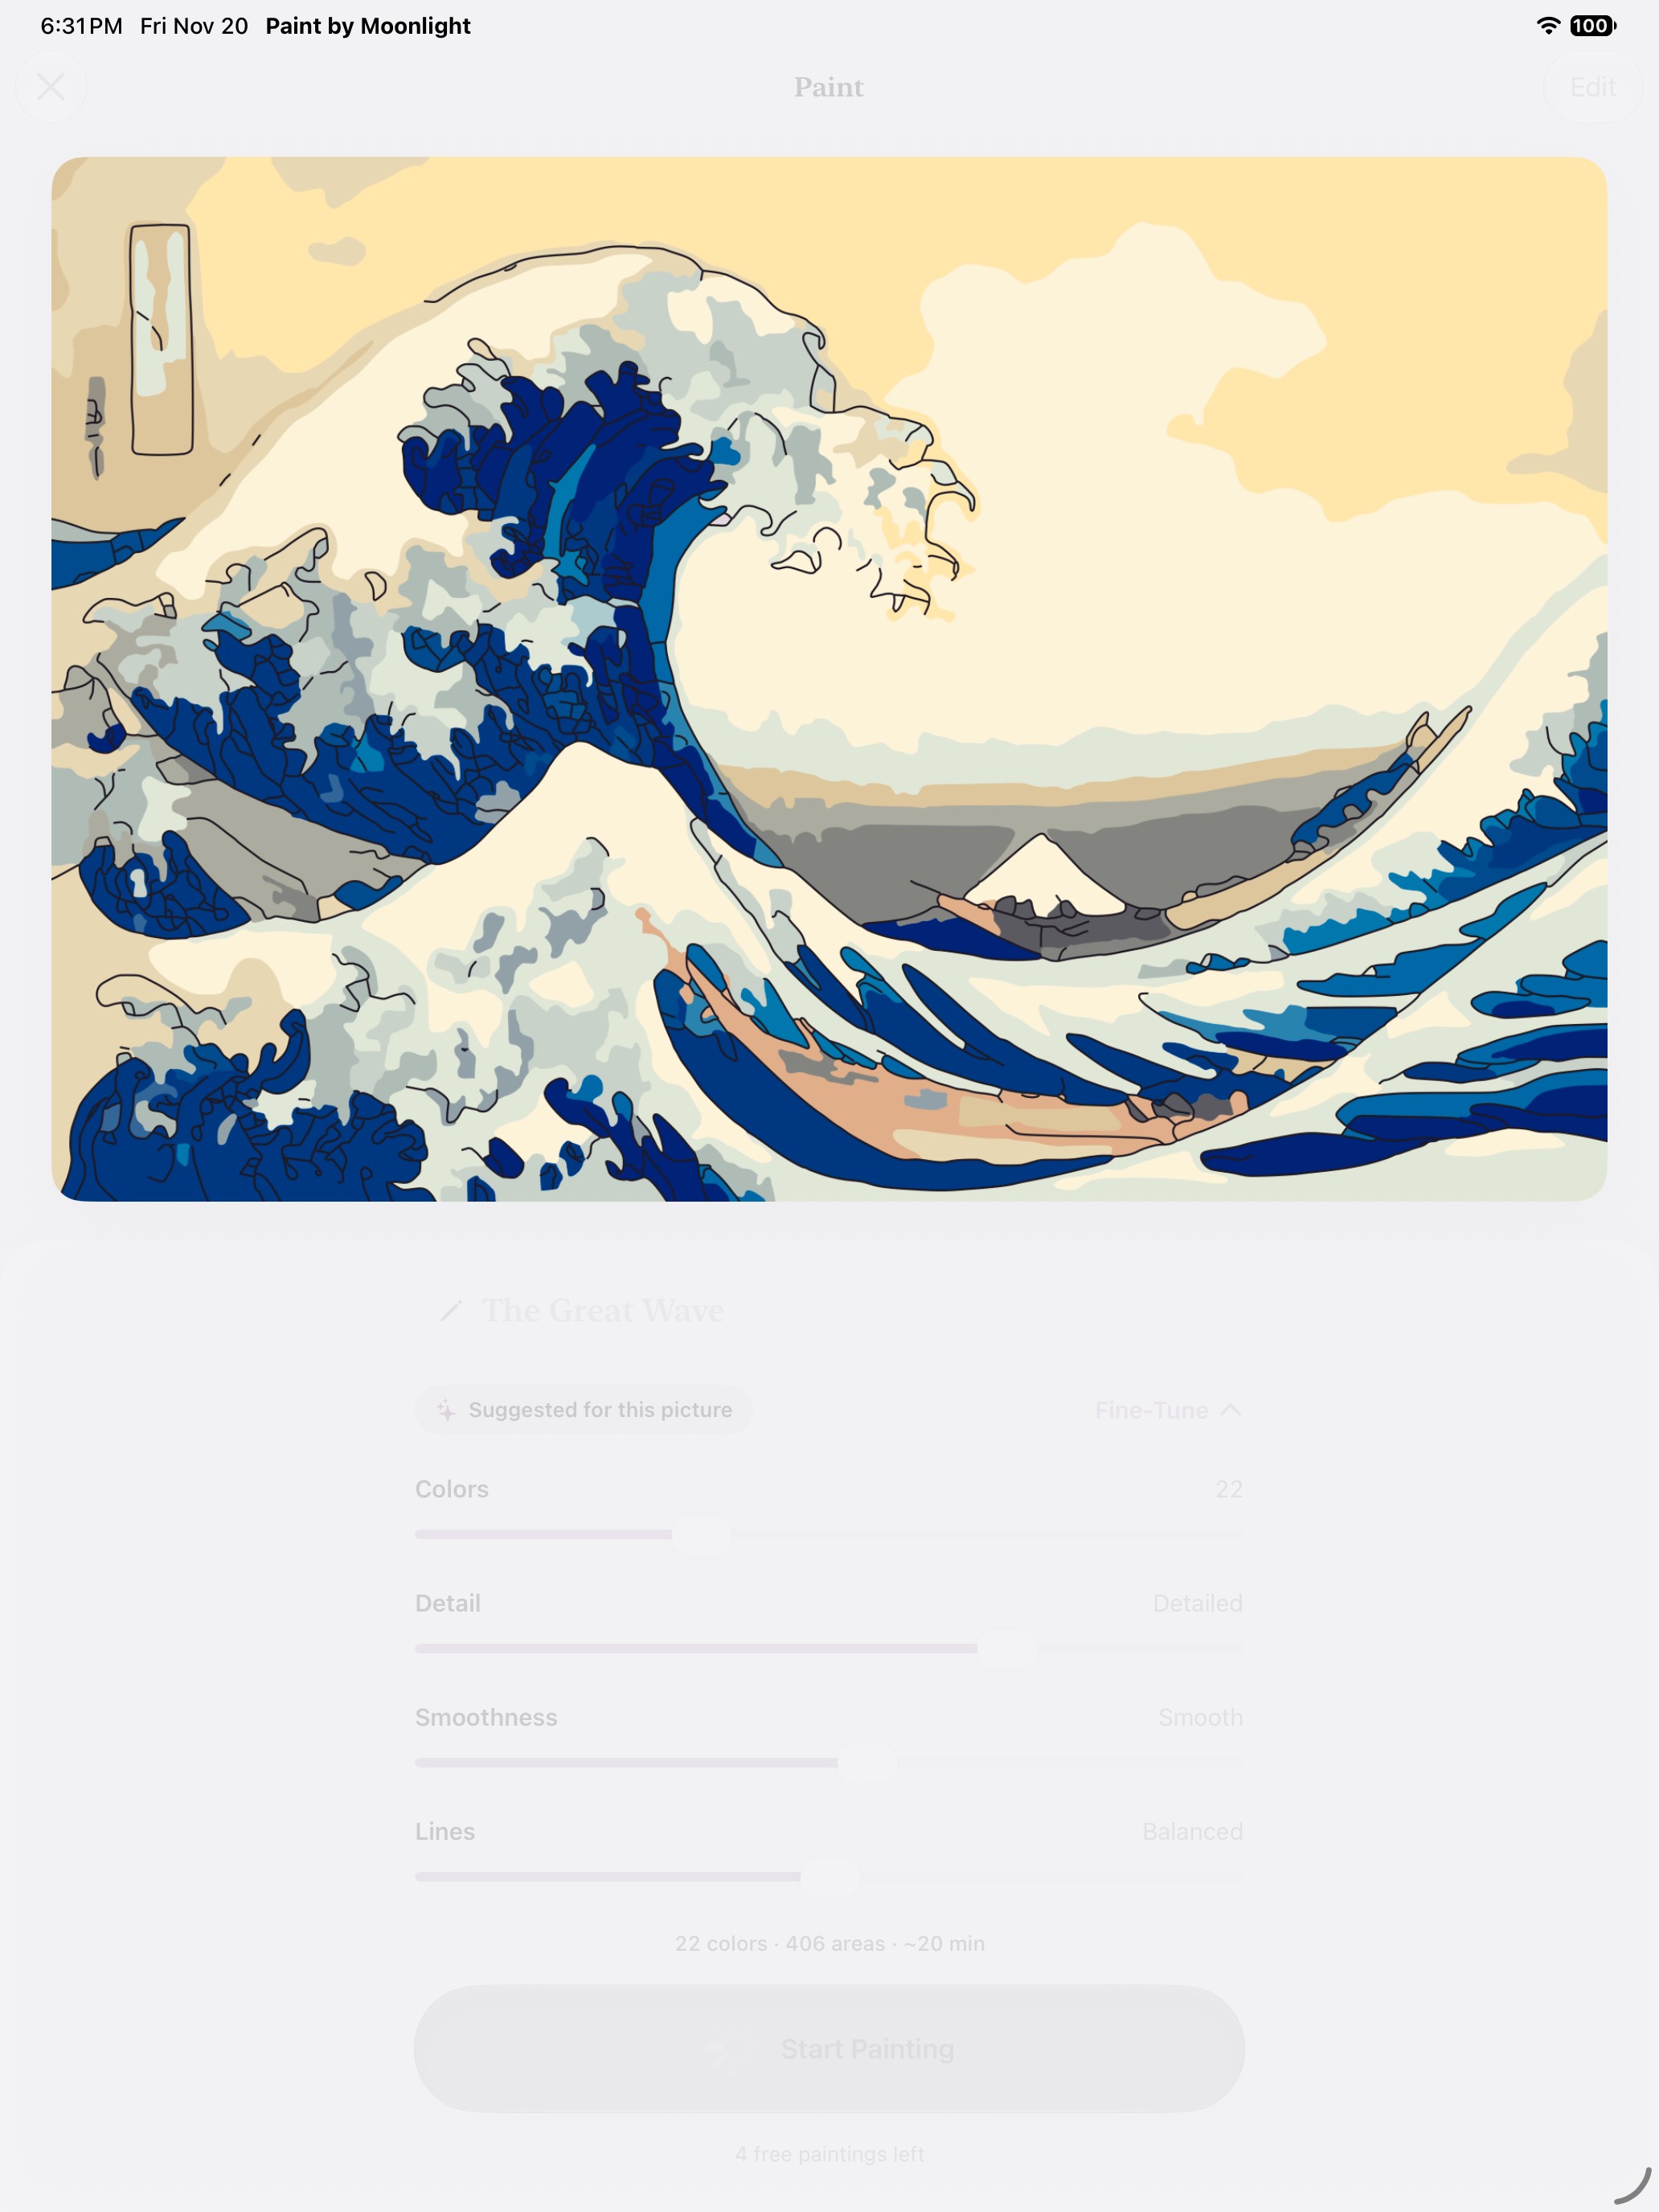 6:31 PM Fri Nov 20 Paint by Moonlight 100
Paint
Edit
The Great Wave
Suggested for this picture
Fine-Tune
Colors 22
Detail Detailed
Smoothness Smooth
Lines Balanced
22 colors · 406 areas · ~20 min
Start Painting
4 free paintings left